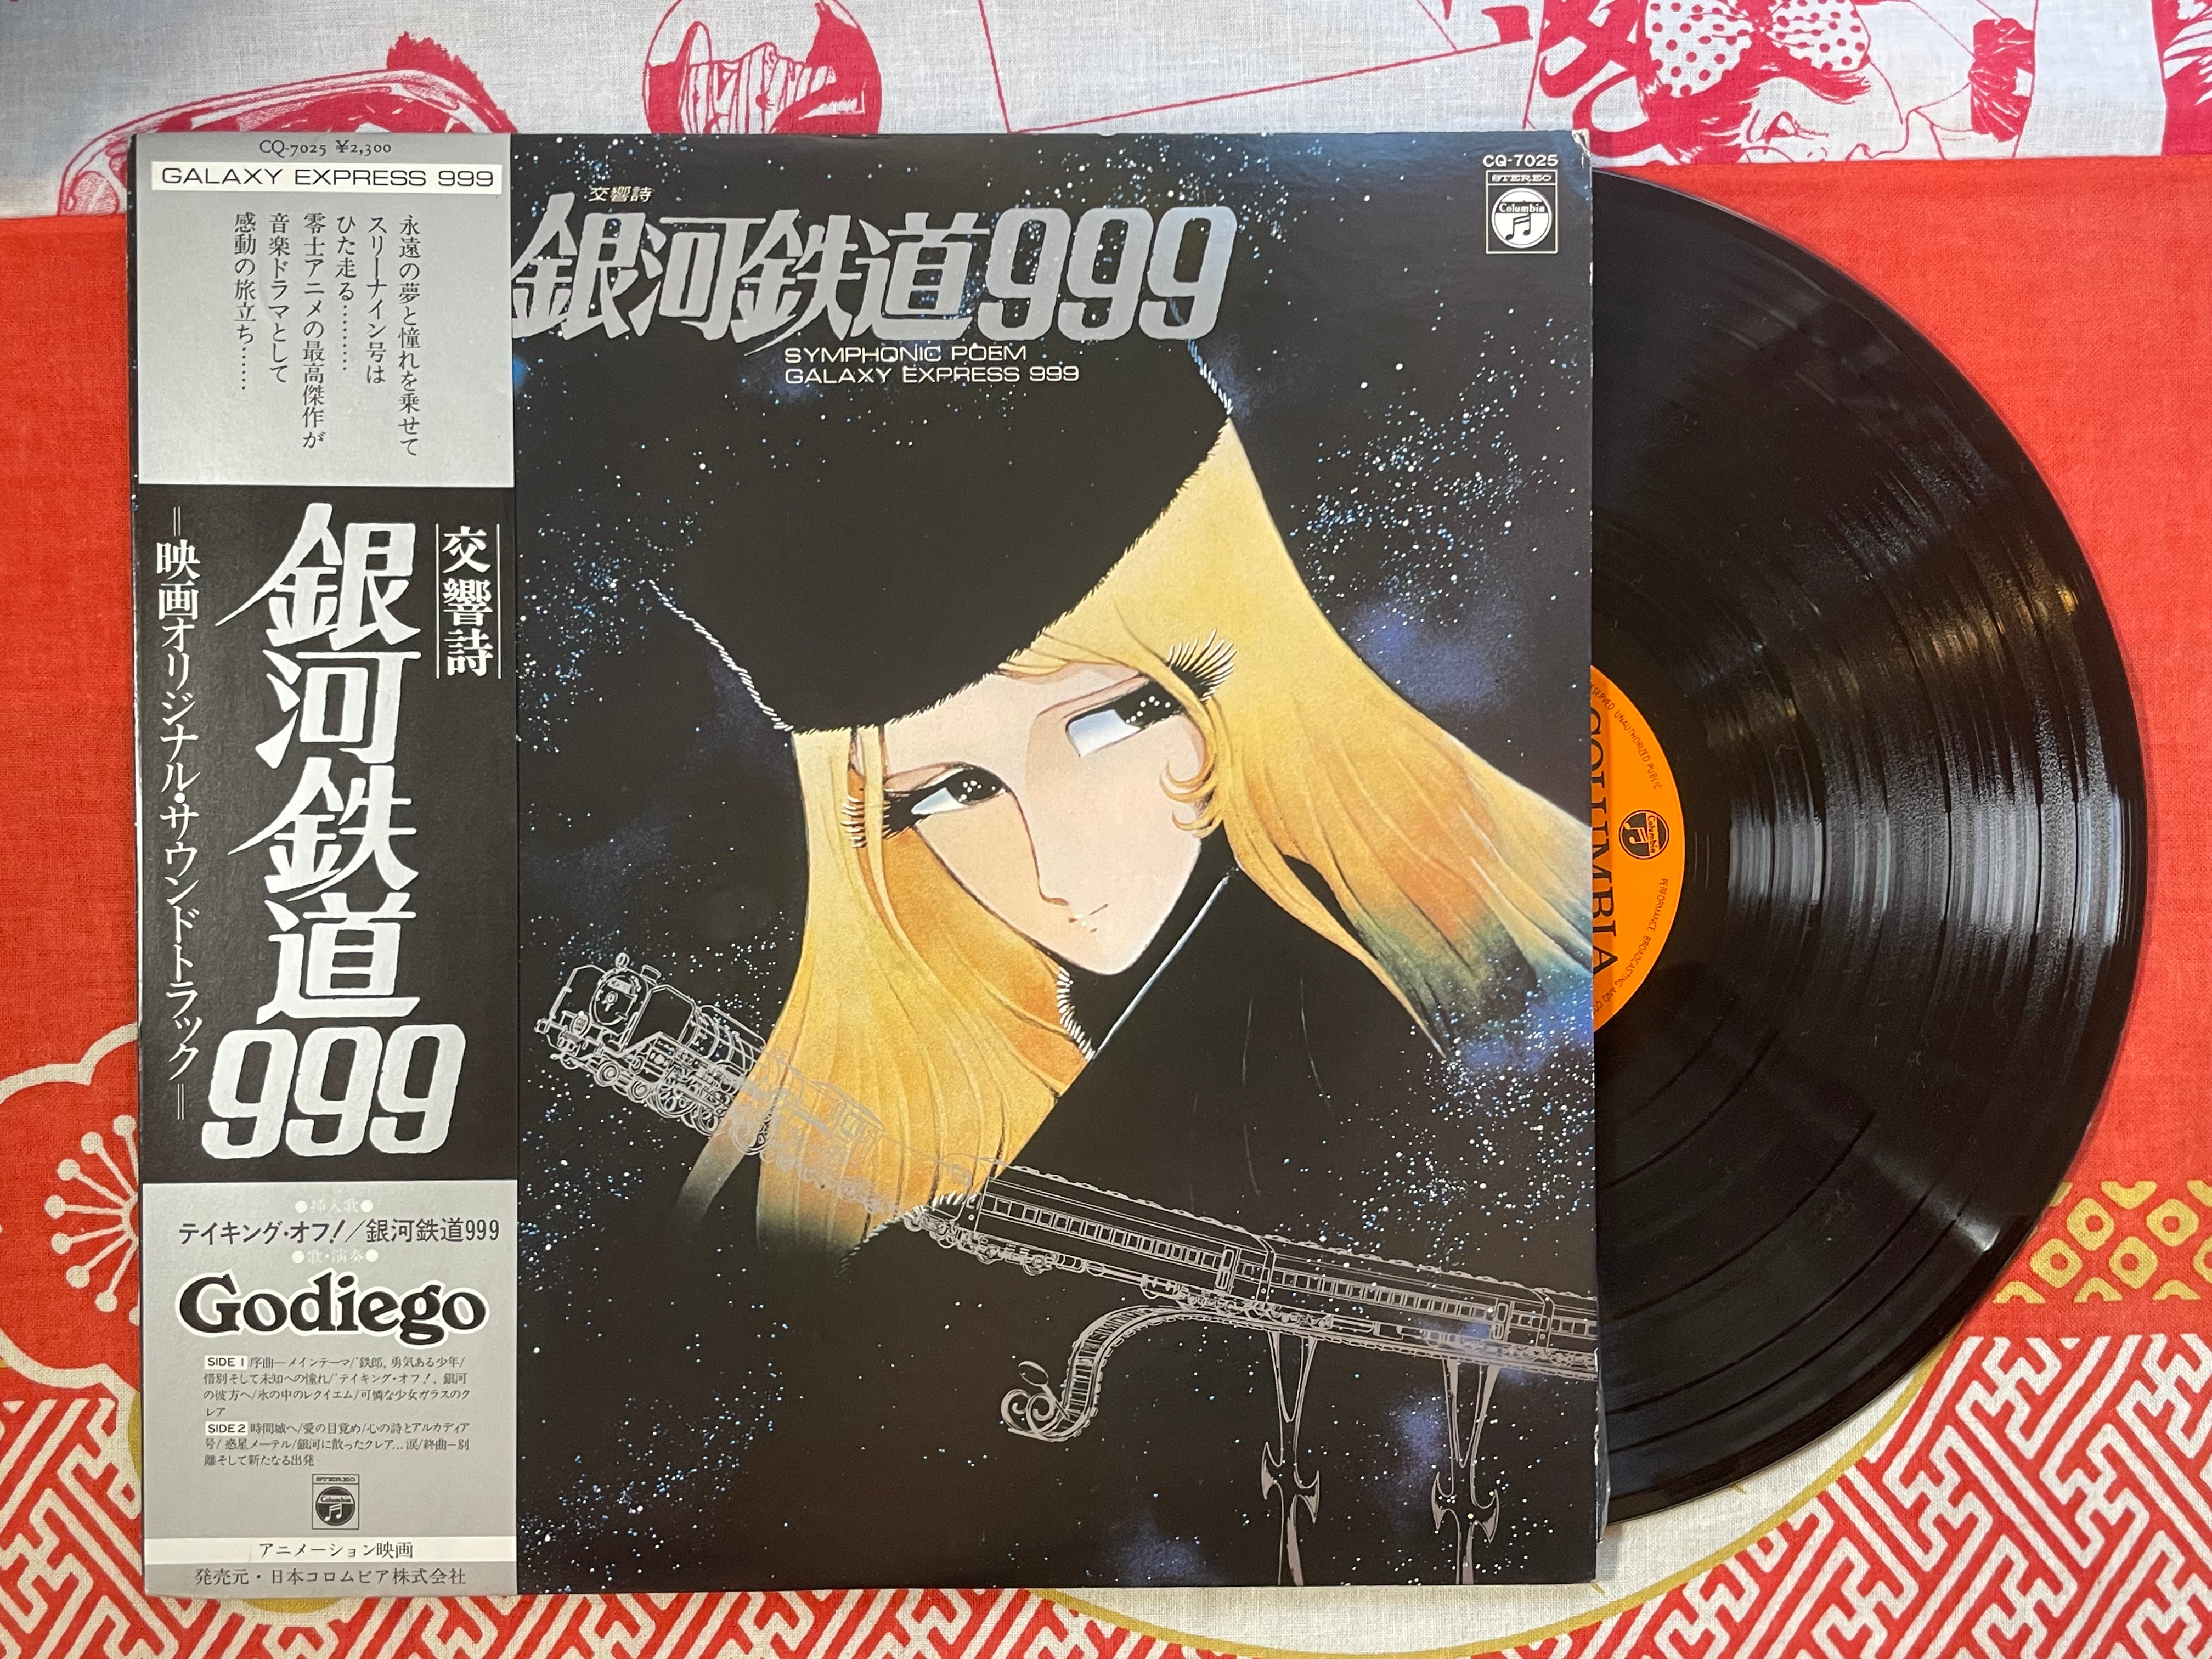 CQ-7025 ¥2,300
GALAXY EXPRESS 999
永遠の夢と憧れを乗せて
スリーナイン号は
ひた走る………
零士アニメの最高傑作が
音楽ドラマとして
感動の旅立ち……
交響詩
銀河鉄道999
=映画オリジナル・サウンドトラック=
●挿入歌●
テイキング・オフ!/銀河鉄道999
●歌・演奏●
Godiego
SIDE 1 序曲—メインテーマ/鉄郎,勇気ある少年/
惜別そして未知への憧れ/テイキング・オフ!,銀河
の彼方へ/氷の中のレクイエム/可憐な少女ガラスのク
レア
SIDE 2 時間城へ/愛の目覚め/心の詩とアルカディア
号/惑星メーテル/銀河に散ったクレア…涙/終曲—別
離そして新たなる出発
STEREO
Columbia
アニメーション映画
発売元・日本コロムビア株式会社
交響詩
銀河鉄道999
SYMPHONIC POEM
GALAXY EXPRESS 999
CQ-7025
STEREO
Columbia
COLUMBIA
Columbia
SERVED UNAUTHORIZED PUBLIC
PERFORMANCE BROADCASTING AND